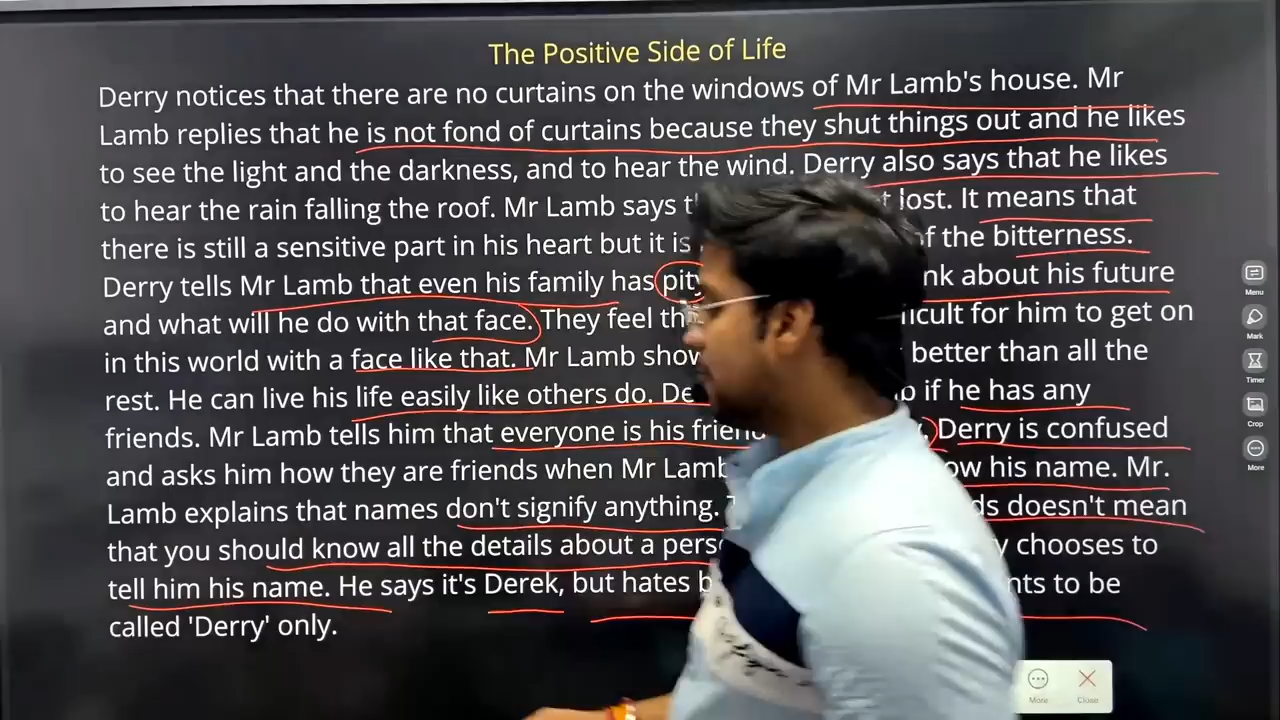 The Positive Side of Life
Derry notices that there are no curtains on the windows of Mr Lamb's house. Mr
Lamb replies that he is not fond of curtains because they shut things out and he likes
to see the light and the darkness, and to hear the wind. Derry also says that he likes
to hear the rain falling the roof. Mr Lamb says lost. It means that
there is still a sensitive part in his heart but it is of the bitterness.
Derry tells Mr Lamb that even his family has pity about his future
and what will he do with that face. They feel for him to get on
in this world with a face like that. Mr Lamb better than all the
rest. He can live his life easily like others do. if he has any
friends. Mr Lamb tells him that everyone is his Derry is confused
and asks him how they are friends when Mr Lamb his name. Mr.
Lamb explains that names don't signify anything. doesn't mean
that you should know all the details about a chooses to
tell him his name. He says it's Derek, but hates to be
called 'Derry' only.
Menu
Mark
Timer
Crop
More
More
Close